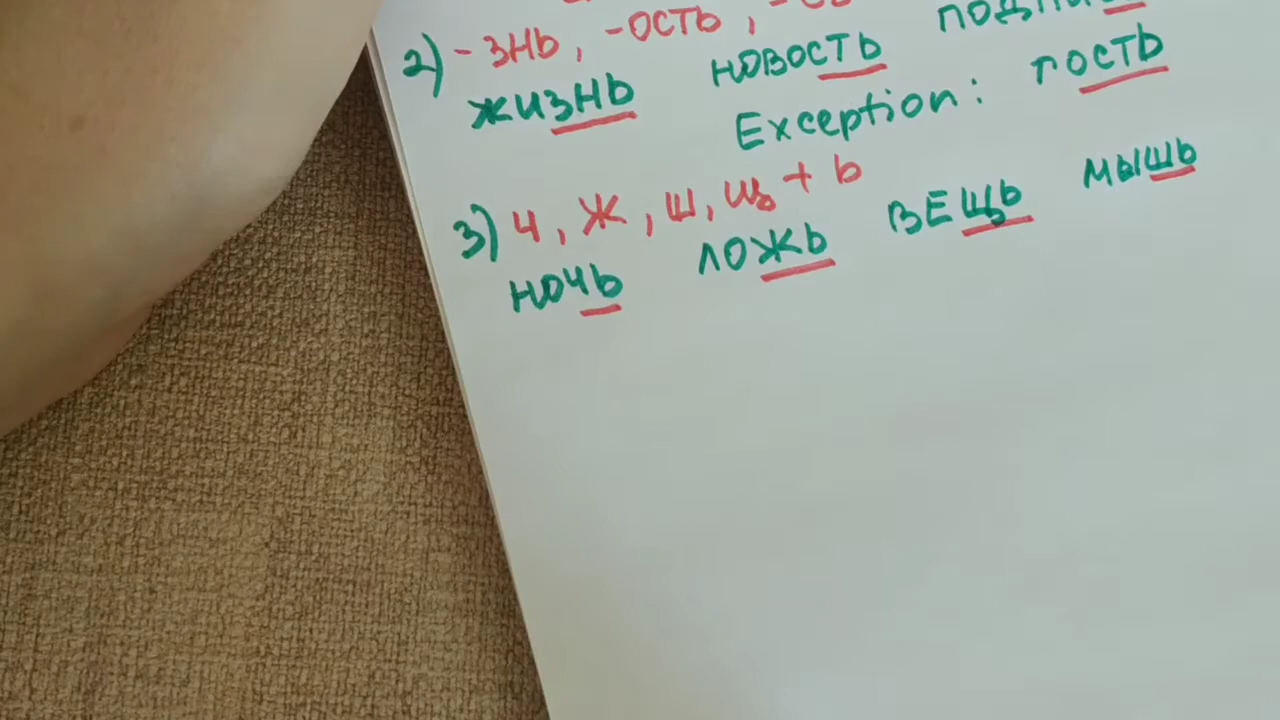 2) -знь, -ость,
жизнь новость
Exception: гость
3) ч, ж, ш, щ + ь
ночь ложь вещь мышь